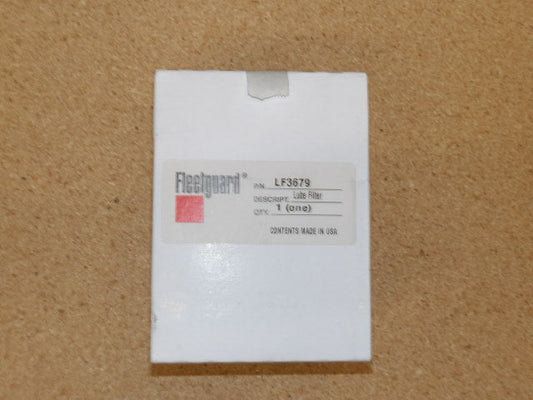 Fleetguard®
P/N. LF3679
DESCRIPT. Lube Filter
QTY. 1 (one)
CONTENTS MADE IN USA